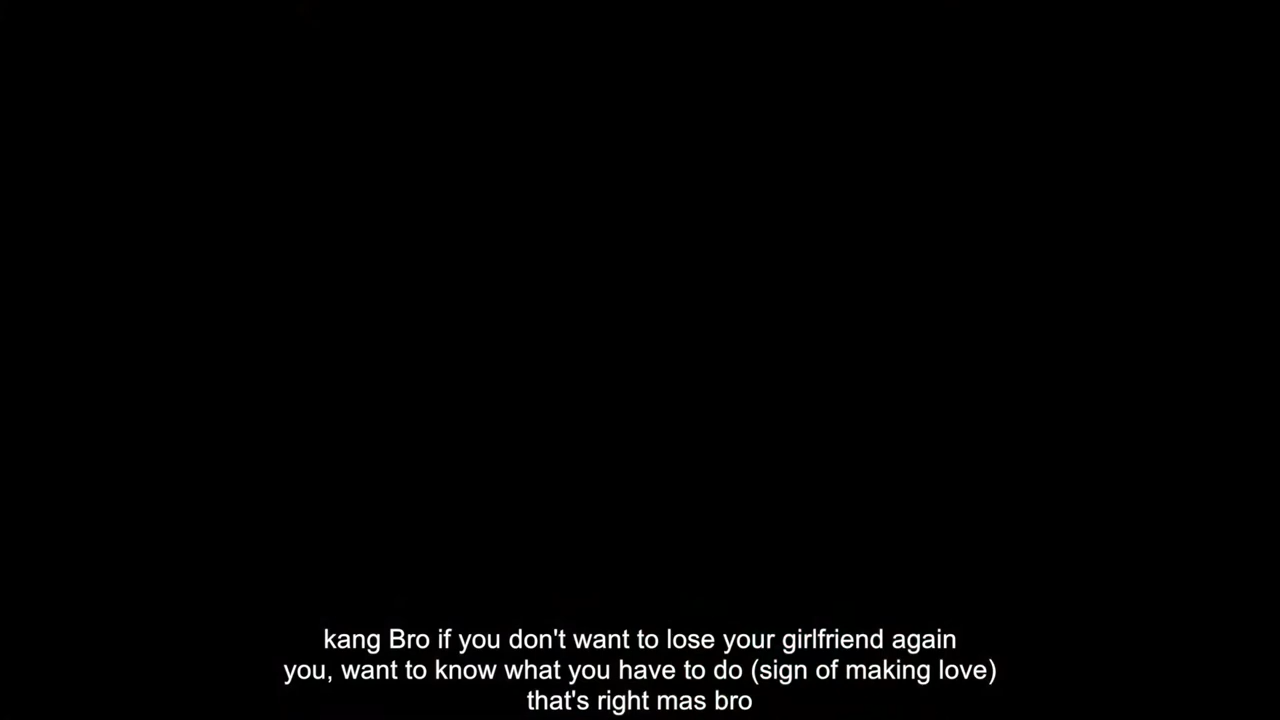 kang Bro if you don't want to lose your girlfriend again
you, want to know what you have to do (sign of making love)
that's right mas bro